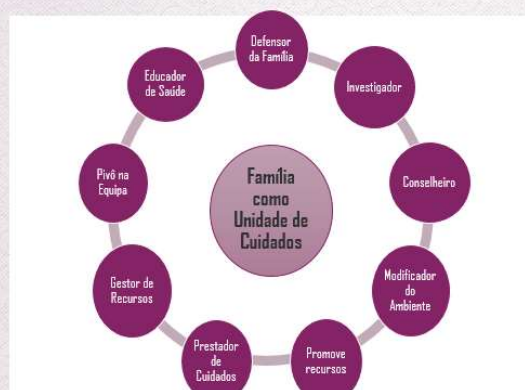 Defensor
da Família
Investigador
Conselheiro
Modificador
do
Ambiente
Promove
recursos
Prestador
de
Cuidados
Gestor de
Recursos
Pivô na
Equipa
Educador
de Saúde
Família
como
Unidade de
Cuidados